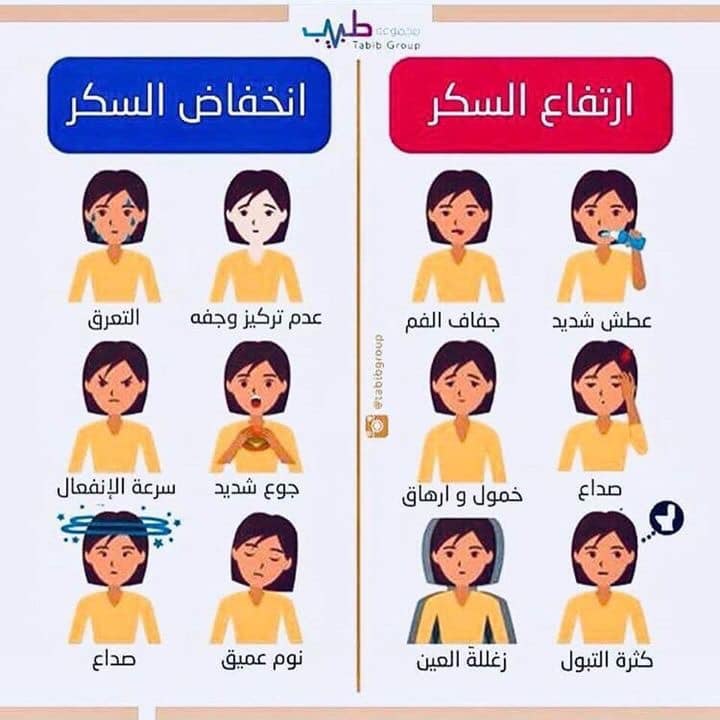 مجموعة طبيب
Tabib Group
ارتفاع السكر
انخفاض السكر
عطش شديد
جفاف الفم
عدم تركيز وجفه
التعرق
صداع
خمول و ارهاق
جوع شديد
سرعة الإنفعال
كثرة التبول
زغللة العين
نوم عميق
صداع
@tabibgroup